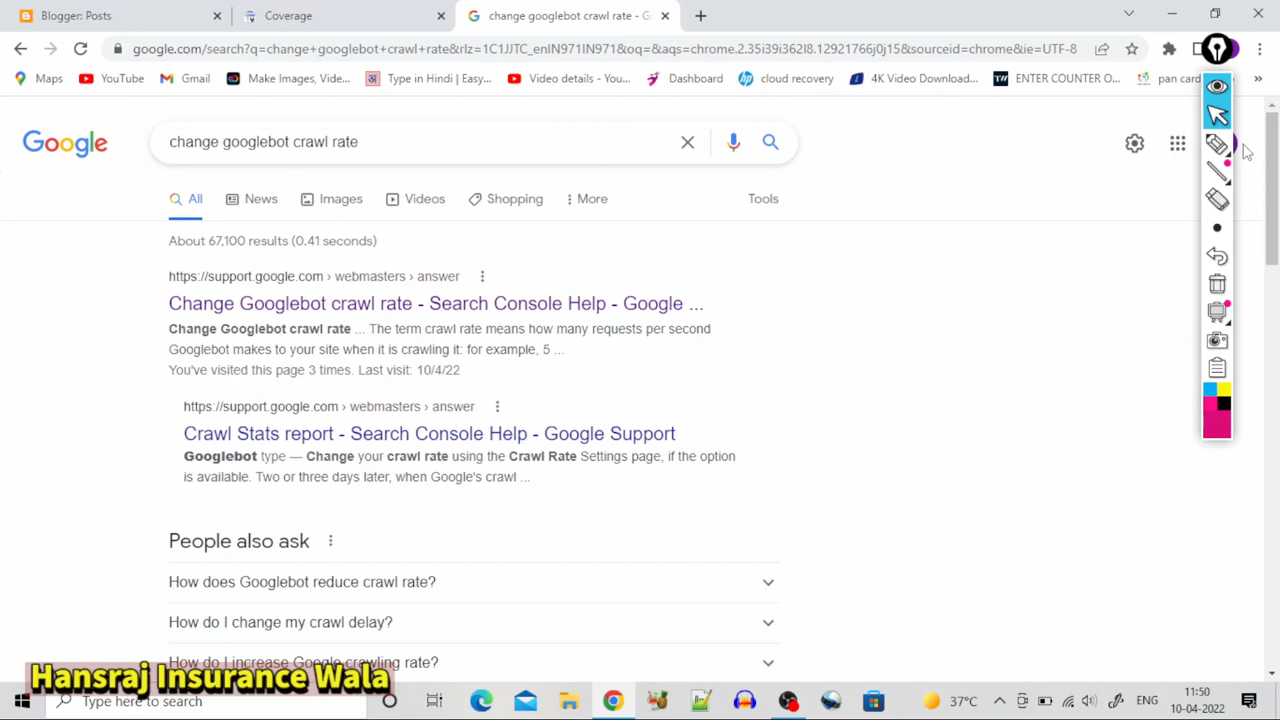 Blogger: Posts
Coverage
change googlebot crawl rate - G
google.com/search?q=change+googlebot+crawl+rate&rlz=1C1JJTC_enIN971IN971&oq=&aqs=chrome.2.35i39i362l8.12921766j0j15&sourceid=chrome&ie=UTF-8
Maps YouTube Gmail Make Images, Vide... Type in Hindi | Easy... Video details - You... Dashboard cloud recovery 4K Video Download... ENTER COUNTER O... pan card
Google
change googlebot crawl rate
All News Images Videos Shopping More Tools
About 67,100 results (0.41 seconds)
https://support.google.com › webmasters › answer
Change Googlebot crawl rate - Search Console Help - Google ...
Change Googlebot crawl rate ... The term crawl rate means how many requests per second
Googlebot makes to your site when it is crawling it: for example, 5 ...
You've visited this page 3 times. Last visit: 10/4/22
https://support.google.com › webmasters › answer
Crawl Stats report - Search Console Help - Google Support
Googlebot type — Change your crawl rate using the Crawl Rate Settings page, if the option
is available. Two or three days later, when Google's crawl ...
People also ask
How does Googlebot reduce crawl rate?
How do I change my crawl delay?
How do I increase Google crawling rate?
Hansraj Insurance Wala
Type here to search
37°C ENG 11:50
10-04-2022